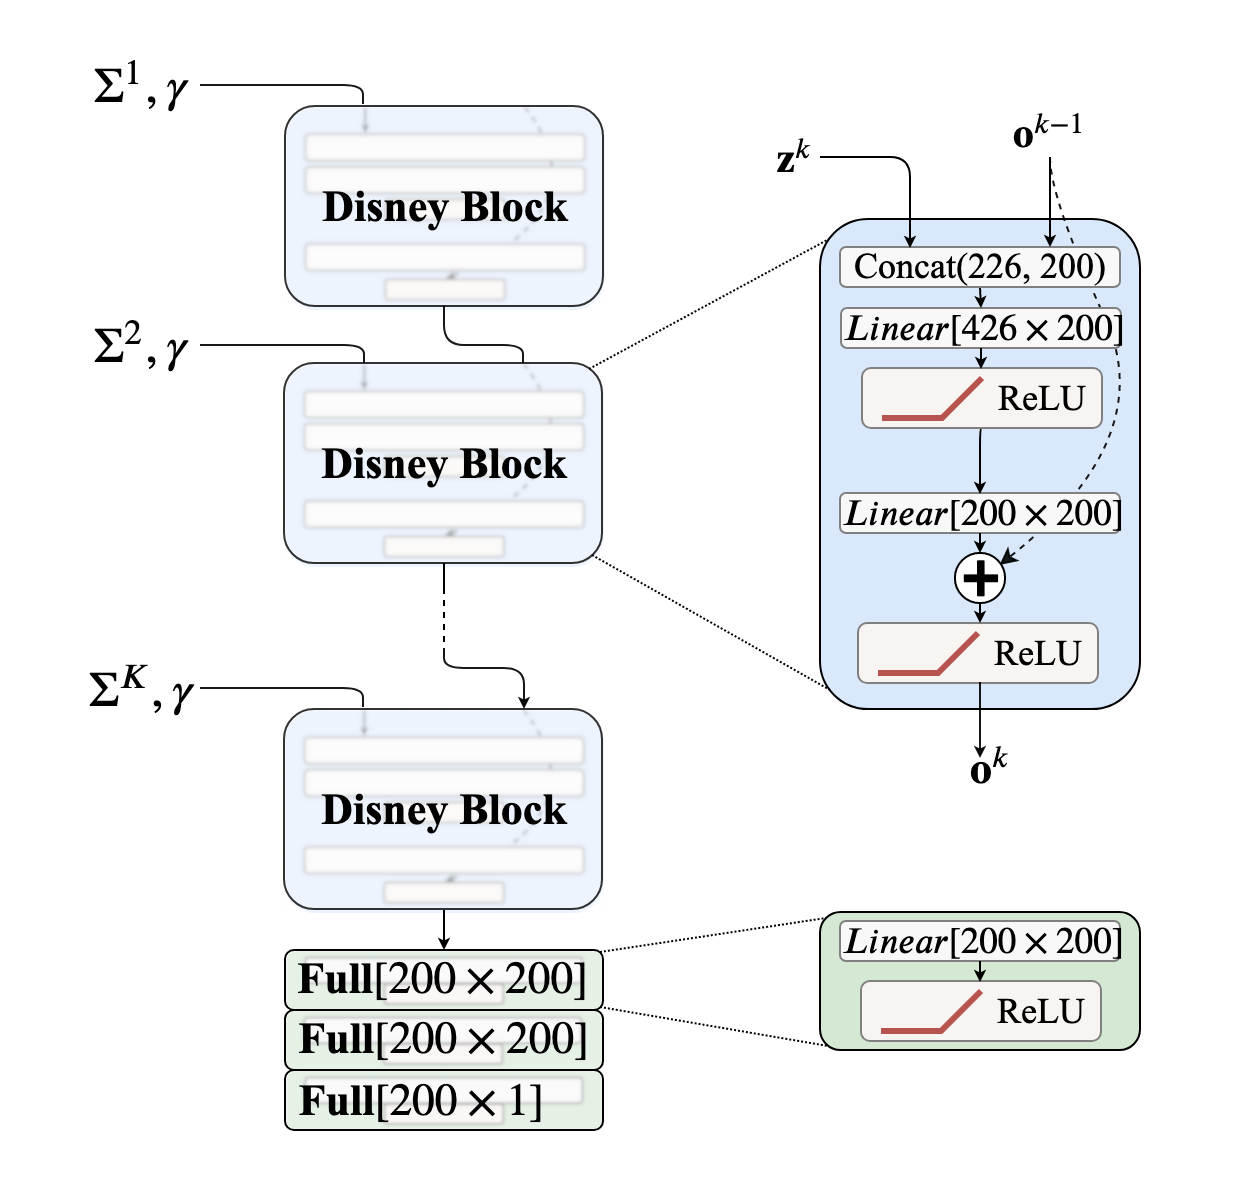 Σ¹, γ
Disney Block
Σ², γ
Disney Block
Σᴷ, γ
Disney Block
Full[200 × 200]
Full[200 × 200]
Full[200 × 1]
zᵏ
oᵏ⁻¹
Concat(226, 200)
Linear[426 × 200]
ReLU
Linear[200 × 200]
ReLU
oᵏ
Linear[200 × 200]
ReLU